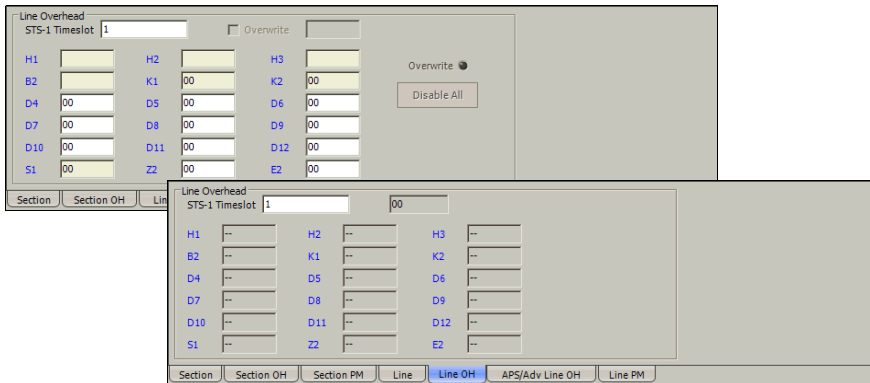 Line Overhead
STS-1 Timeslot 1 Overwrite
H1 H2 H3
Overwrite
B2 K1 00 K2 00
Disable All
D4 00 D5 00 D6 00
D7 00 D8 00 D9 00
D10 00 D11 00 D12 00
S1 00 Z2 00 E2 00
Section Section OH Lin
Line Overhead
STS-1 Timeslot 1 00
H1 -- H2 -- H3 --
B2 -- K1 -- K2 --
D4 -- D5 -- D6 --
D7 -- D8 -- D9 --
D10 -- D11 -- D12 --
S1 -- Z2 -- E2 --
Section Section OH Section PM Line Line OH APS/Adv Line OH Line PM